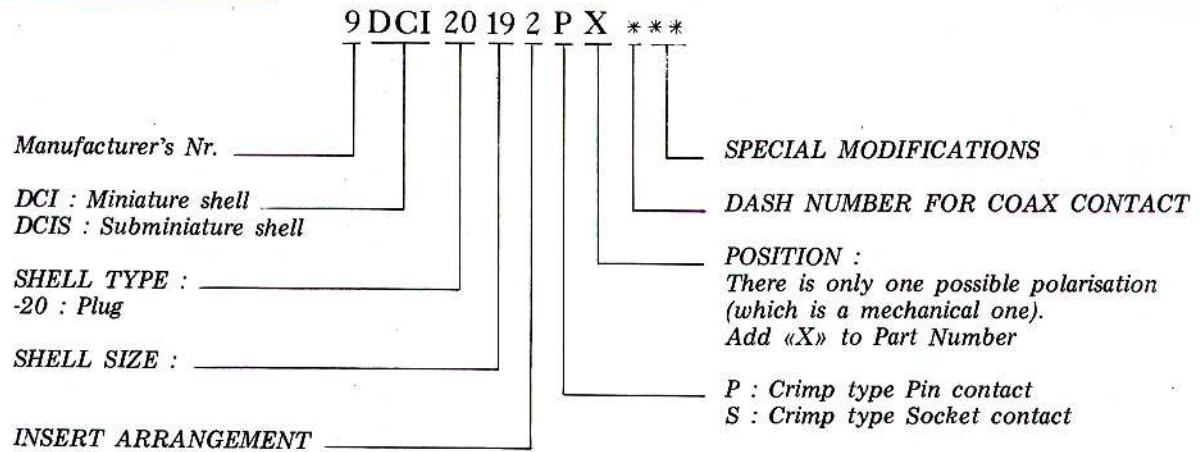 9 DCI 20 19 2 P X * * *
Manufacturer's Nr.
DCI : Miniature shell
DCIS : Subminiature shell
SHELL TYPE :
-20 : Plug
SHELL SIZE :
INSERT ARRANGEMENT
SPECIAL MODIFICATIONS
DASH NUMBER FOR COAX CONTACT
POSITION :
There is only one possible polarisation
(which is a mechanical one).
Add «X» to Part Number
P : Crimp type Pin contact
S : Crimp type Socket contact